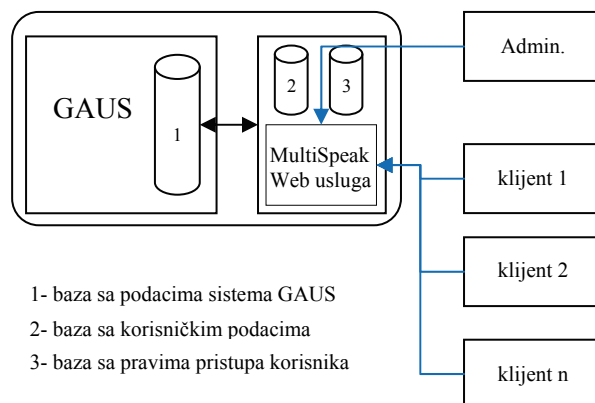 GAUS
1
2
3
MultiSpeak
Web usluga
Admin.
klijent 1
klijent 2
klijent n
1- baza sa podacima sistema GAUS
2- baza sa korisničkim podacima
3- baza sa pravima pristupa korisnika